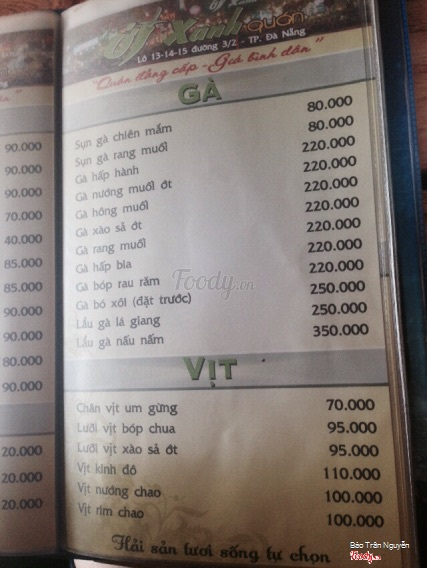 ân "
90.000
90.000
90.000
70.000
40.000
85.000
85.000
90.000
90.000
80.000
90.000
20.000
20.000
20.000
Xanh quán
Lô 13-14-15 đường 3/2 - TP. Đà Nẵng
"Quán đẳng cấp - Giá bình dân"
GÀ
Sụn gà chiên mắm 80.000
Sụn gà rang muối 80.000
Gà hấp hành 220.000
Gà nướng muối ớt 220.000
Gà hông muối 220.000
Gà xào sả ớt 220.000
Gà rang muối 220.000
Gà hấp bia 220.000
Gà bóp rau răm 220.000
Gà bó xôi (đặt trước) 250.000
Lẩu gà lá giang 250.000
Lẩu gà nấu nấm 350.000
Foody.vn
VỊT
Chân vịt um gừng 70.000
Lưỡi vịt bóp chua 95.000
Lưỡi vịt xào sả ớt 95.000
Vịt kinh đô 110.000
Vịt nướng chao 100.000
Vịt rim chao 100.000
Hải sản tươi sống tự chọn
Bảo Trân Nguyễn
Foody.vn